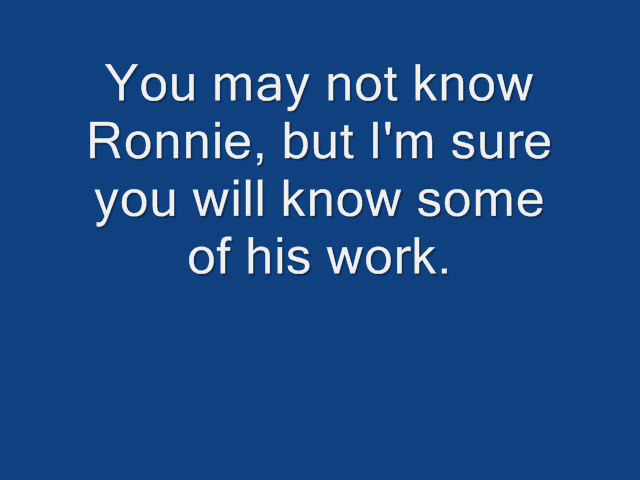 You may not know
Ronnie, but I'm sure
you will know some
of his work.